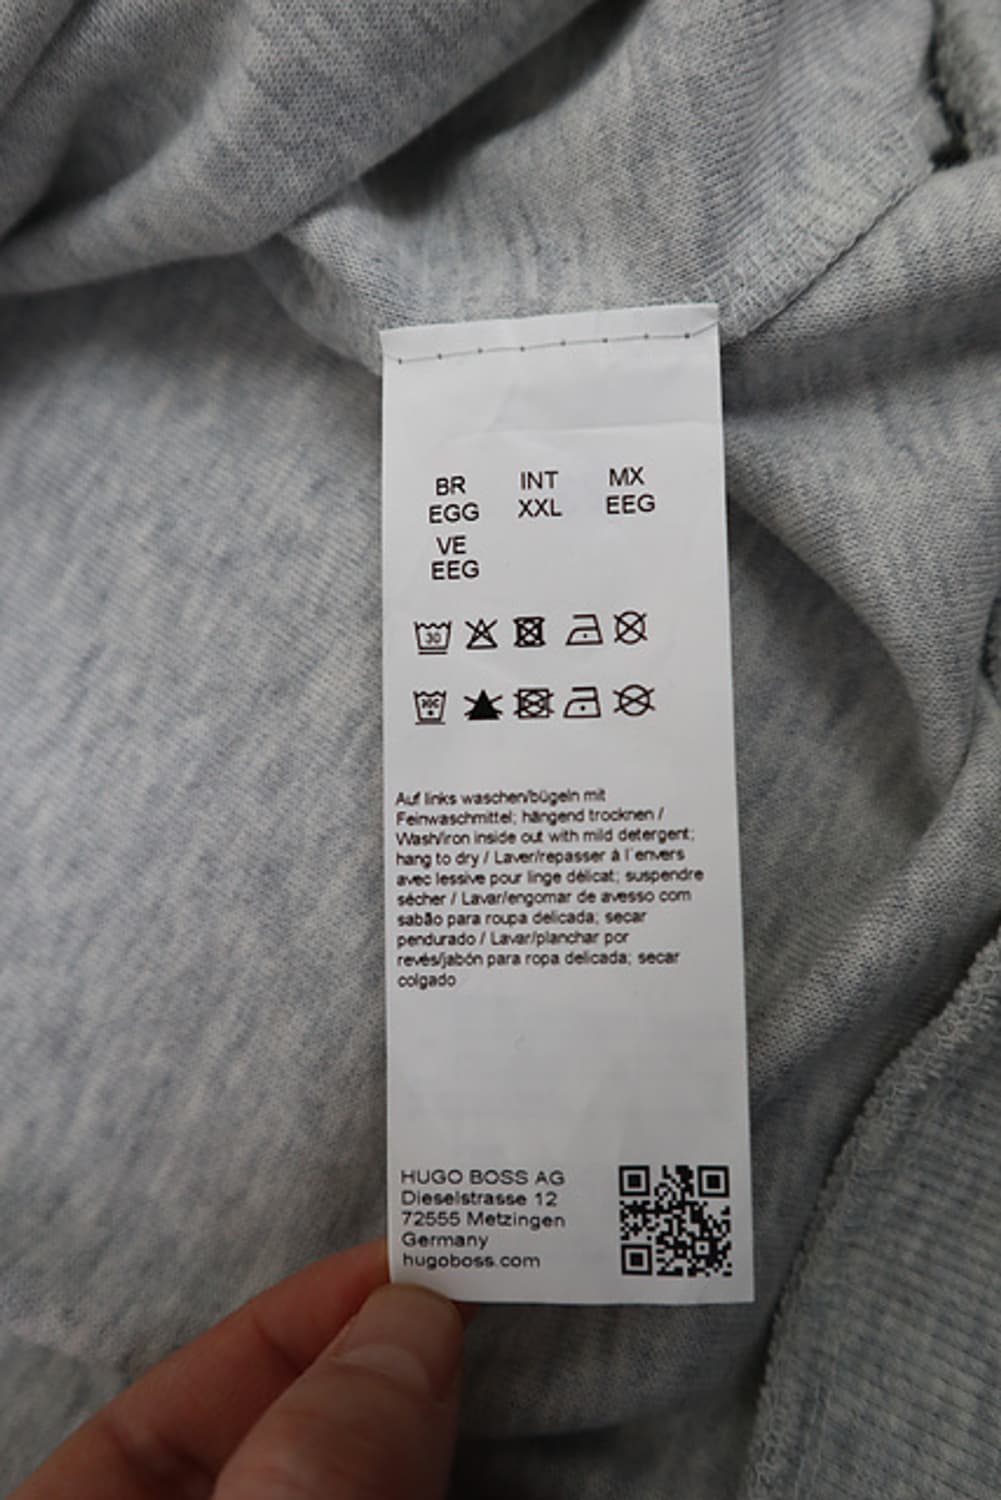 BR INT MX
EGG XXL EEG
VE
EEG
30
Auf links waschen/bügeln mit
Feinwaschmittel; hängend trocknen /
Wash/iron inside out with mild detergent;
hang to dry / Laver/repasser à l´envers
avec lessive pour linge délicat; suspendre
sécher / Lavar/engomar de avesso com
sabão para roupa delicada; secar
pendurado / Lavar/planchar por
revés/jabón para ropa delicada; secar
colgado
HUGO BOSS AG
Dieselstrasse 12
72555 Metzingen
Germany
hugoboss.com